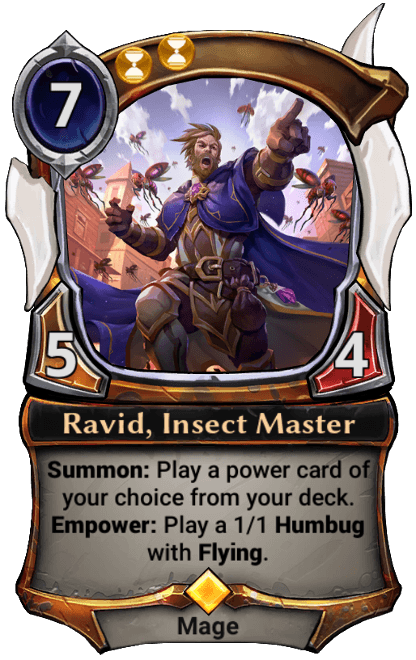 7
5
4
Ravid, Insect Master
Summon: Play a power card of
your choice from your deck.
Empower: Play a 1/1 Humbug
with Flying.
Mage